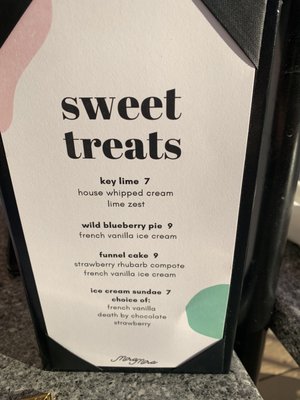 sweet
treats
key lime 7
house whipped cream
lime zest
wild blueberry pie 9
french vanilla ice cream
funnel cake 9
strawberry rhubarb compote
french vanilla ice cream
ice cream sundae 7
choice of:
french vanilla
death by chocolate
strawberry